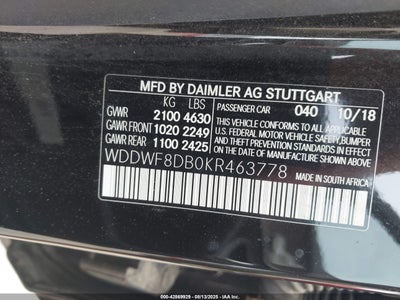 MFD BY DAIMLER AG STUTTGART
KG LBS
PASSENGER CAR 040 10/18
GVWR 2100 4630
GAWR FRONT 1020 2249
GAWR REAR 1100 2425
THIS VEHICLE CONFORMS TO ALL APPLICABLE
U.S. FEDERAL MOTOR VEHICLE SAFETY, BUMPER
AND THEFT PREVENTION STANDARDS IN EFFECT
ON THE DATE OF MANUFACTURE SHOWN ABOVE.
WDDWF8DB0KR463778
MADE IN SOUTH AFRICA
00-42869929 - 08/13/2025 - IAA Inc.